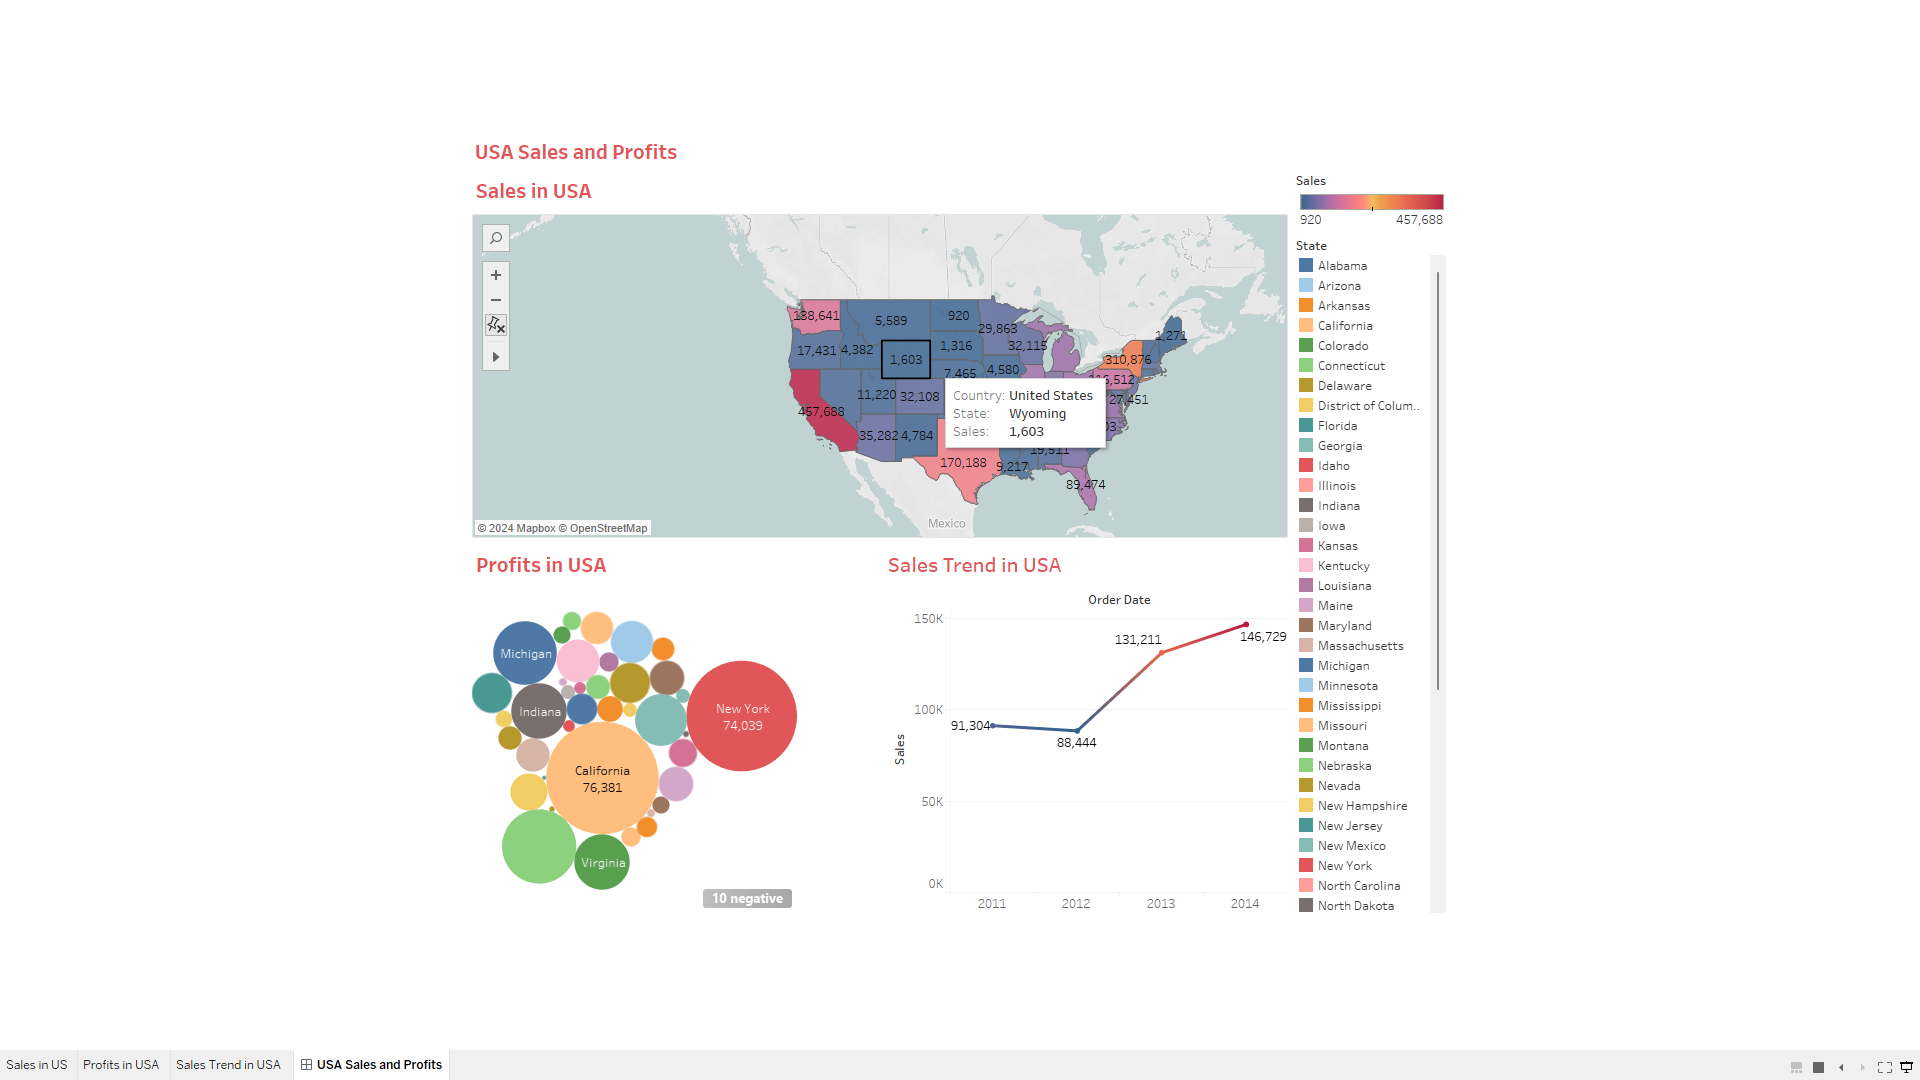 USA Sales and Profits
Sales in USA
138,641
5,589
920
29,863
1,271
17,431
4,382
1,603
1,316
32,115
310,876
7,465
4,580
11,220
32,108
27,451
457,688
35,282
4,784
170,188
9,217
19,511
89,474
Country: United States
State: Wyoming
Sales: 1,603
Mexico
© 2024 Mapbox © OpenStreetMap
Sales
920
457,688
State
Alabama
Arizona
Arkansas
California
Colorado
Connecticut
Delaware
District of Colum..
Florida
Georgia
Idaho
Illinois
Indiana
Iowa
Kansas
Kentucky
Louisiana
Maine
Maryland
Massachusetts
Michigan
Minnesota
Mississippi
Missouri
Montana
Nebraska
Nevada
New Hampshire
New Jersey
New Mexico
New York
North Carolina
North Dakota
Profits in USA
Michigan
Indiana
New York
74,039
California
76,381
Virginia
10 negative
Sales Trend in USA
Order Date
150K
100K
50K
0K
Sales
91,304
88,444
131,211
146,729
2011
2012
2013
2014
Sales in US
Profits in USA
Sales Trend in USA
USA Sales and Profits